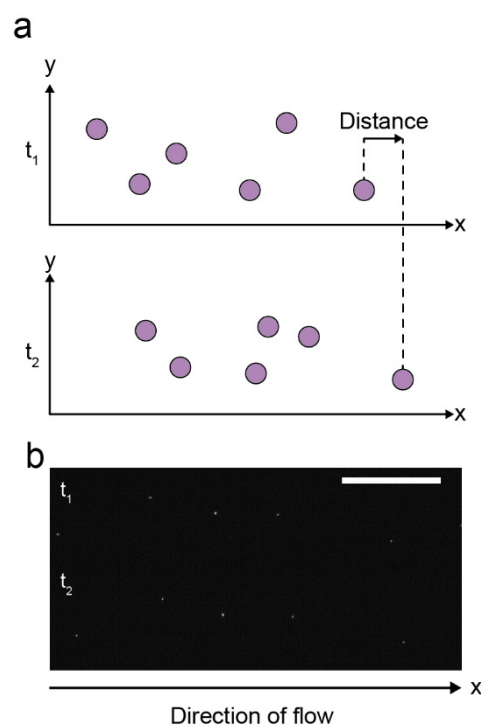 a
y
t₁
Distance
x
y
t₂
x
b
t₁
t₂
x
Direction of flow